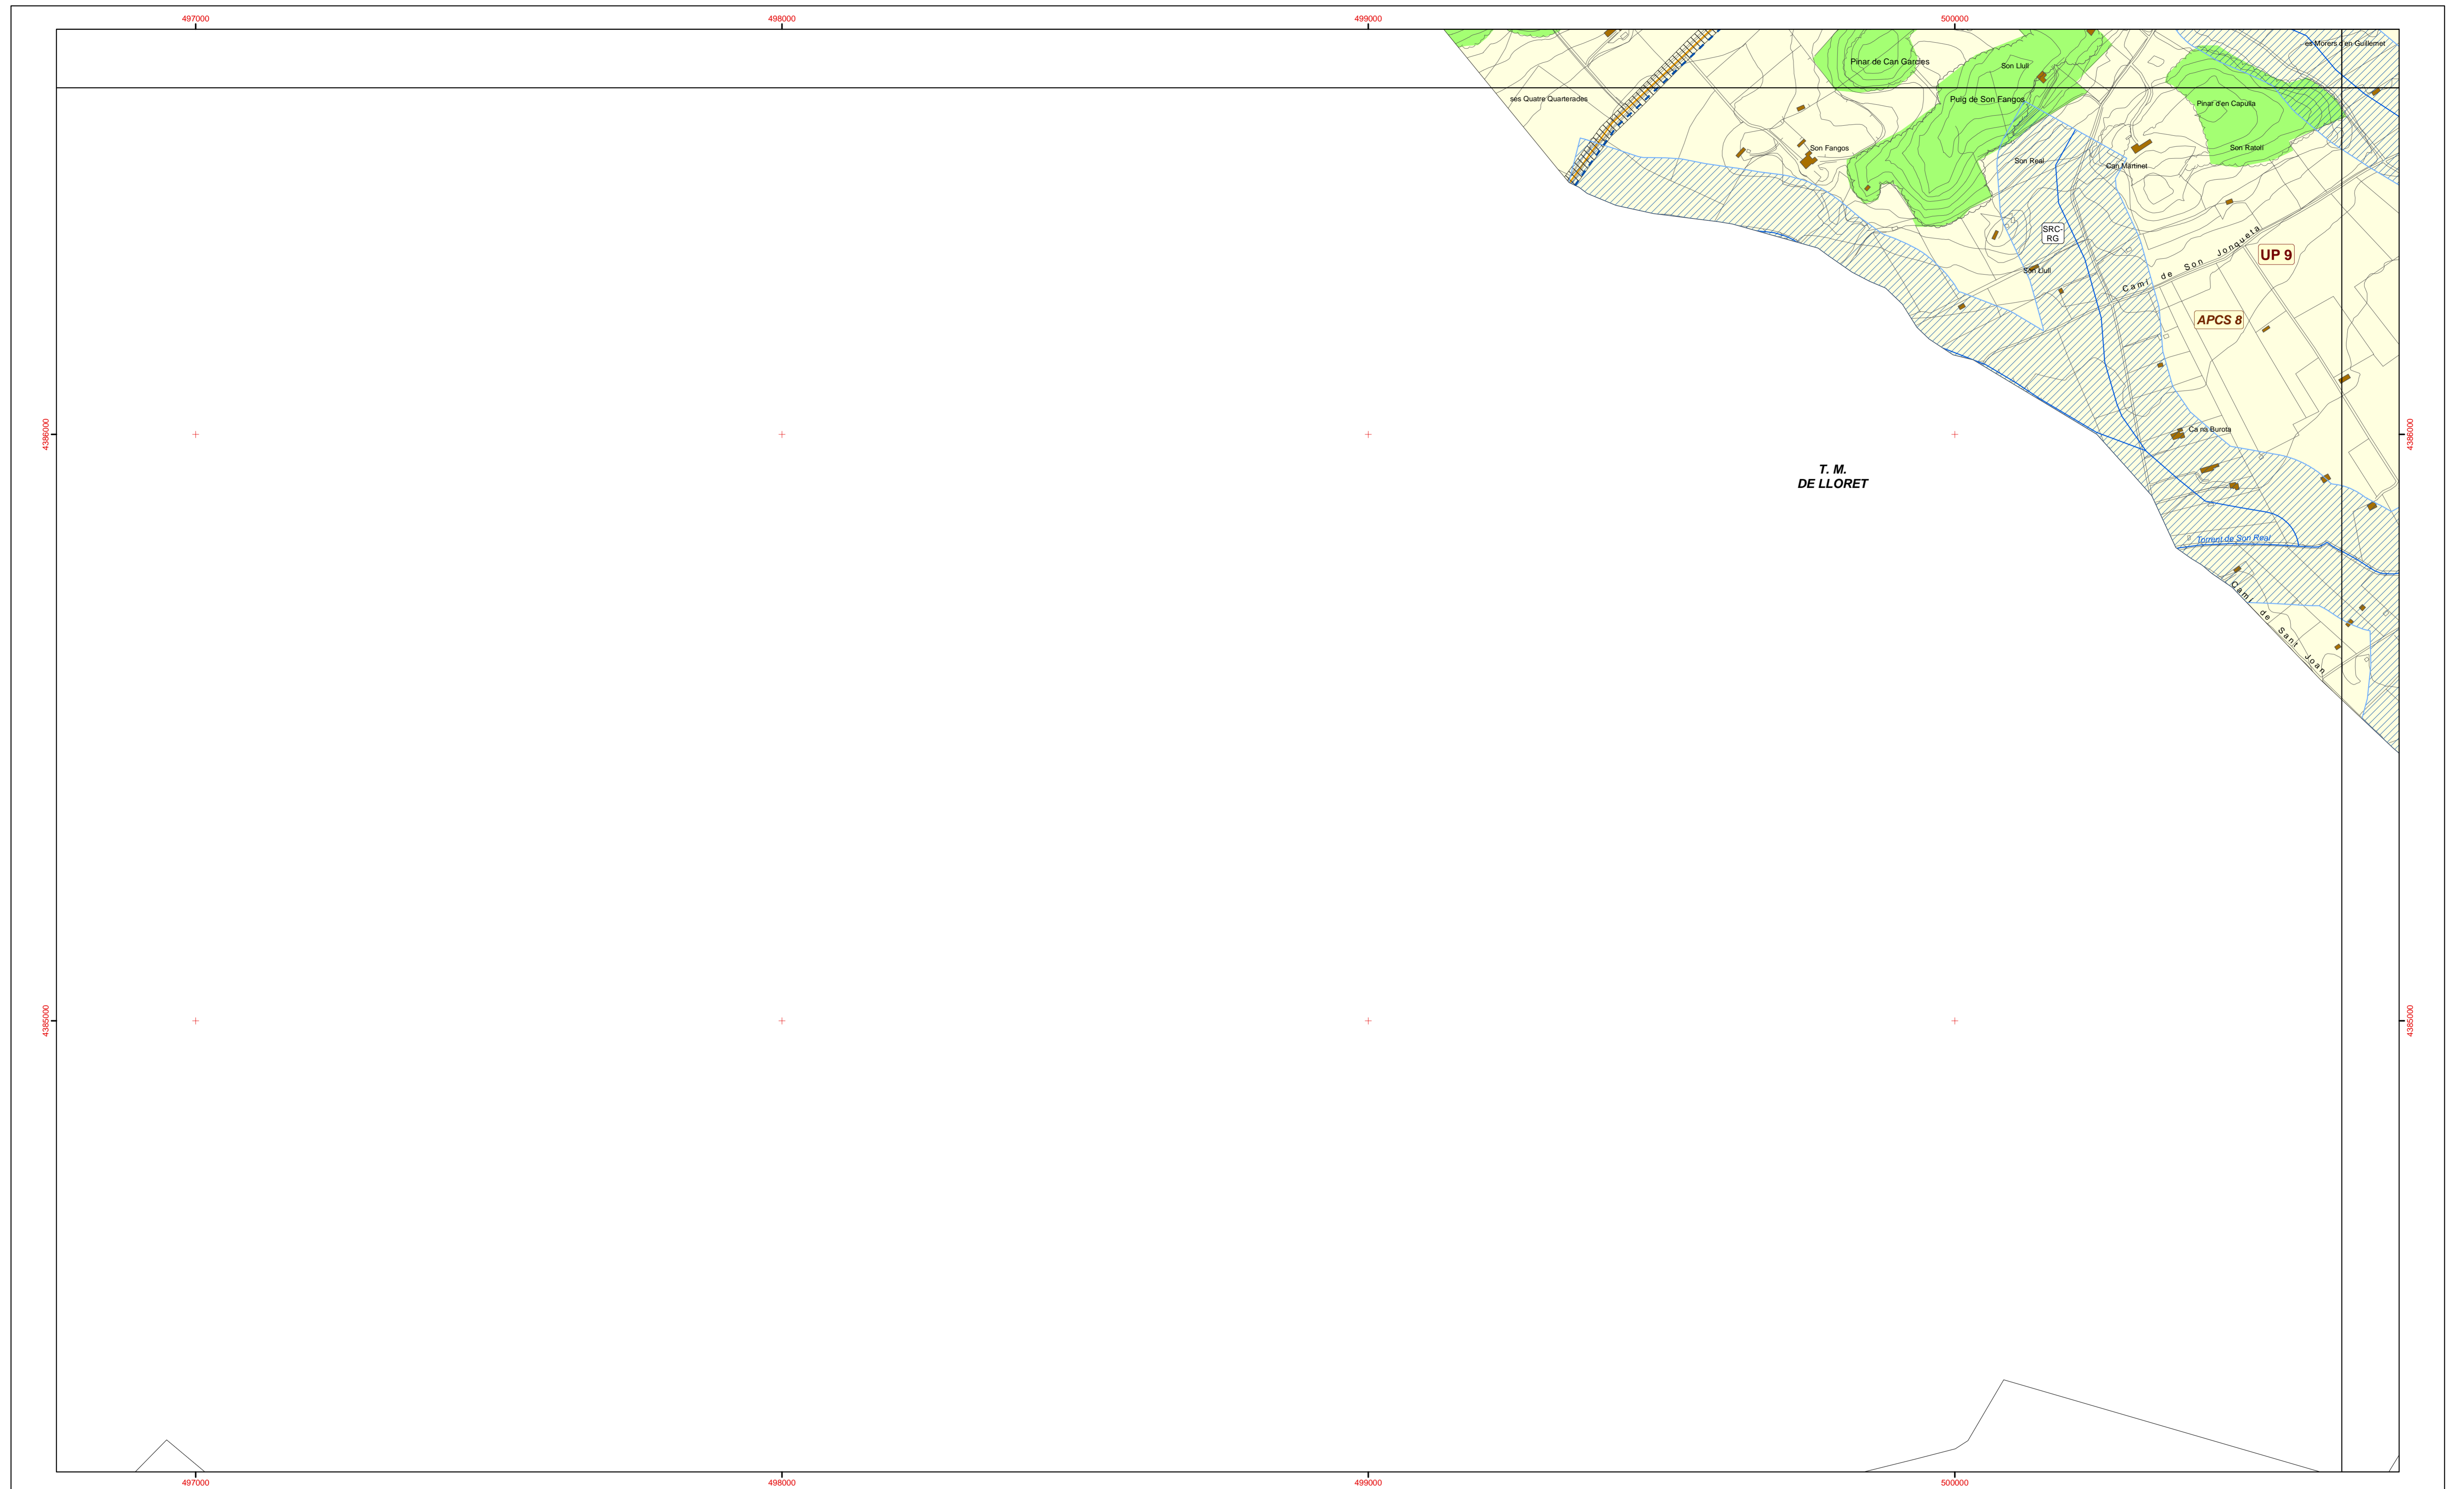 497000
498000
499000
500000
es Morers d'en Guillemet
Pinar de Can Garcies
Son Llull
ses Quatre Quarterades
Puig de Son Fangos
Pinar d'en Capulla
Son Fangos
Son Ratolí
Son Real
Can Martinet
SRC-
RG
UP 9
Camí de Son Jonqueta
Son Llull
APCS 8
4386000
Ca na Burota
4386000
T. M.
DE LLORET
Torrent de Son Real
Camí de Sant Joan
4385000
4385000
497000
498000
499000
500000